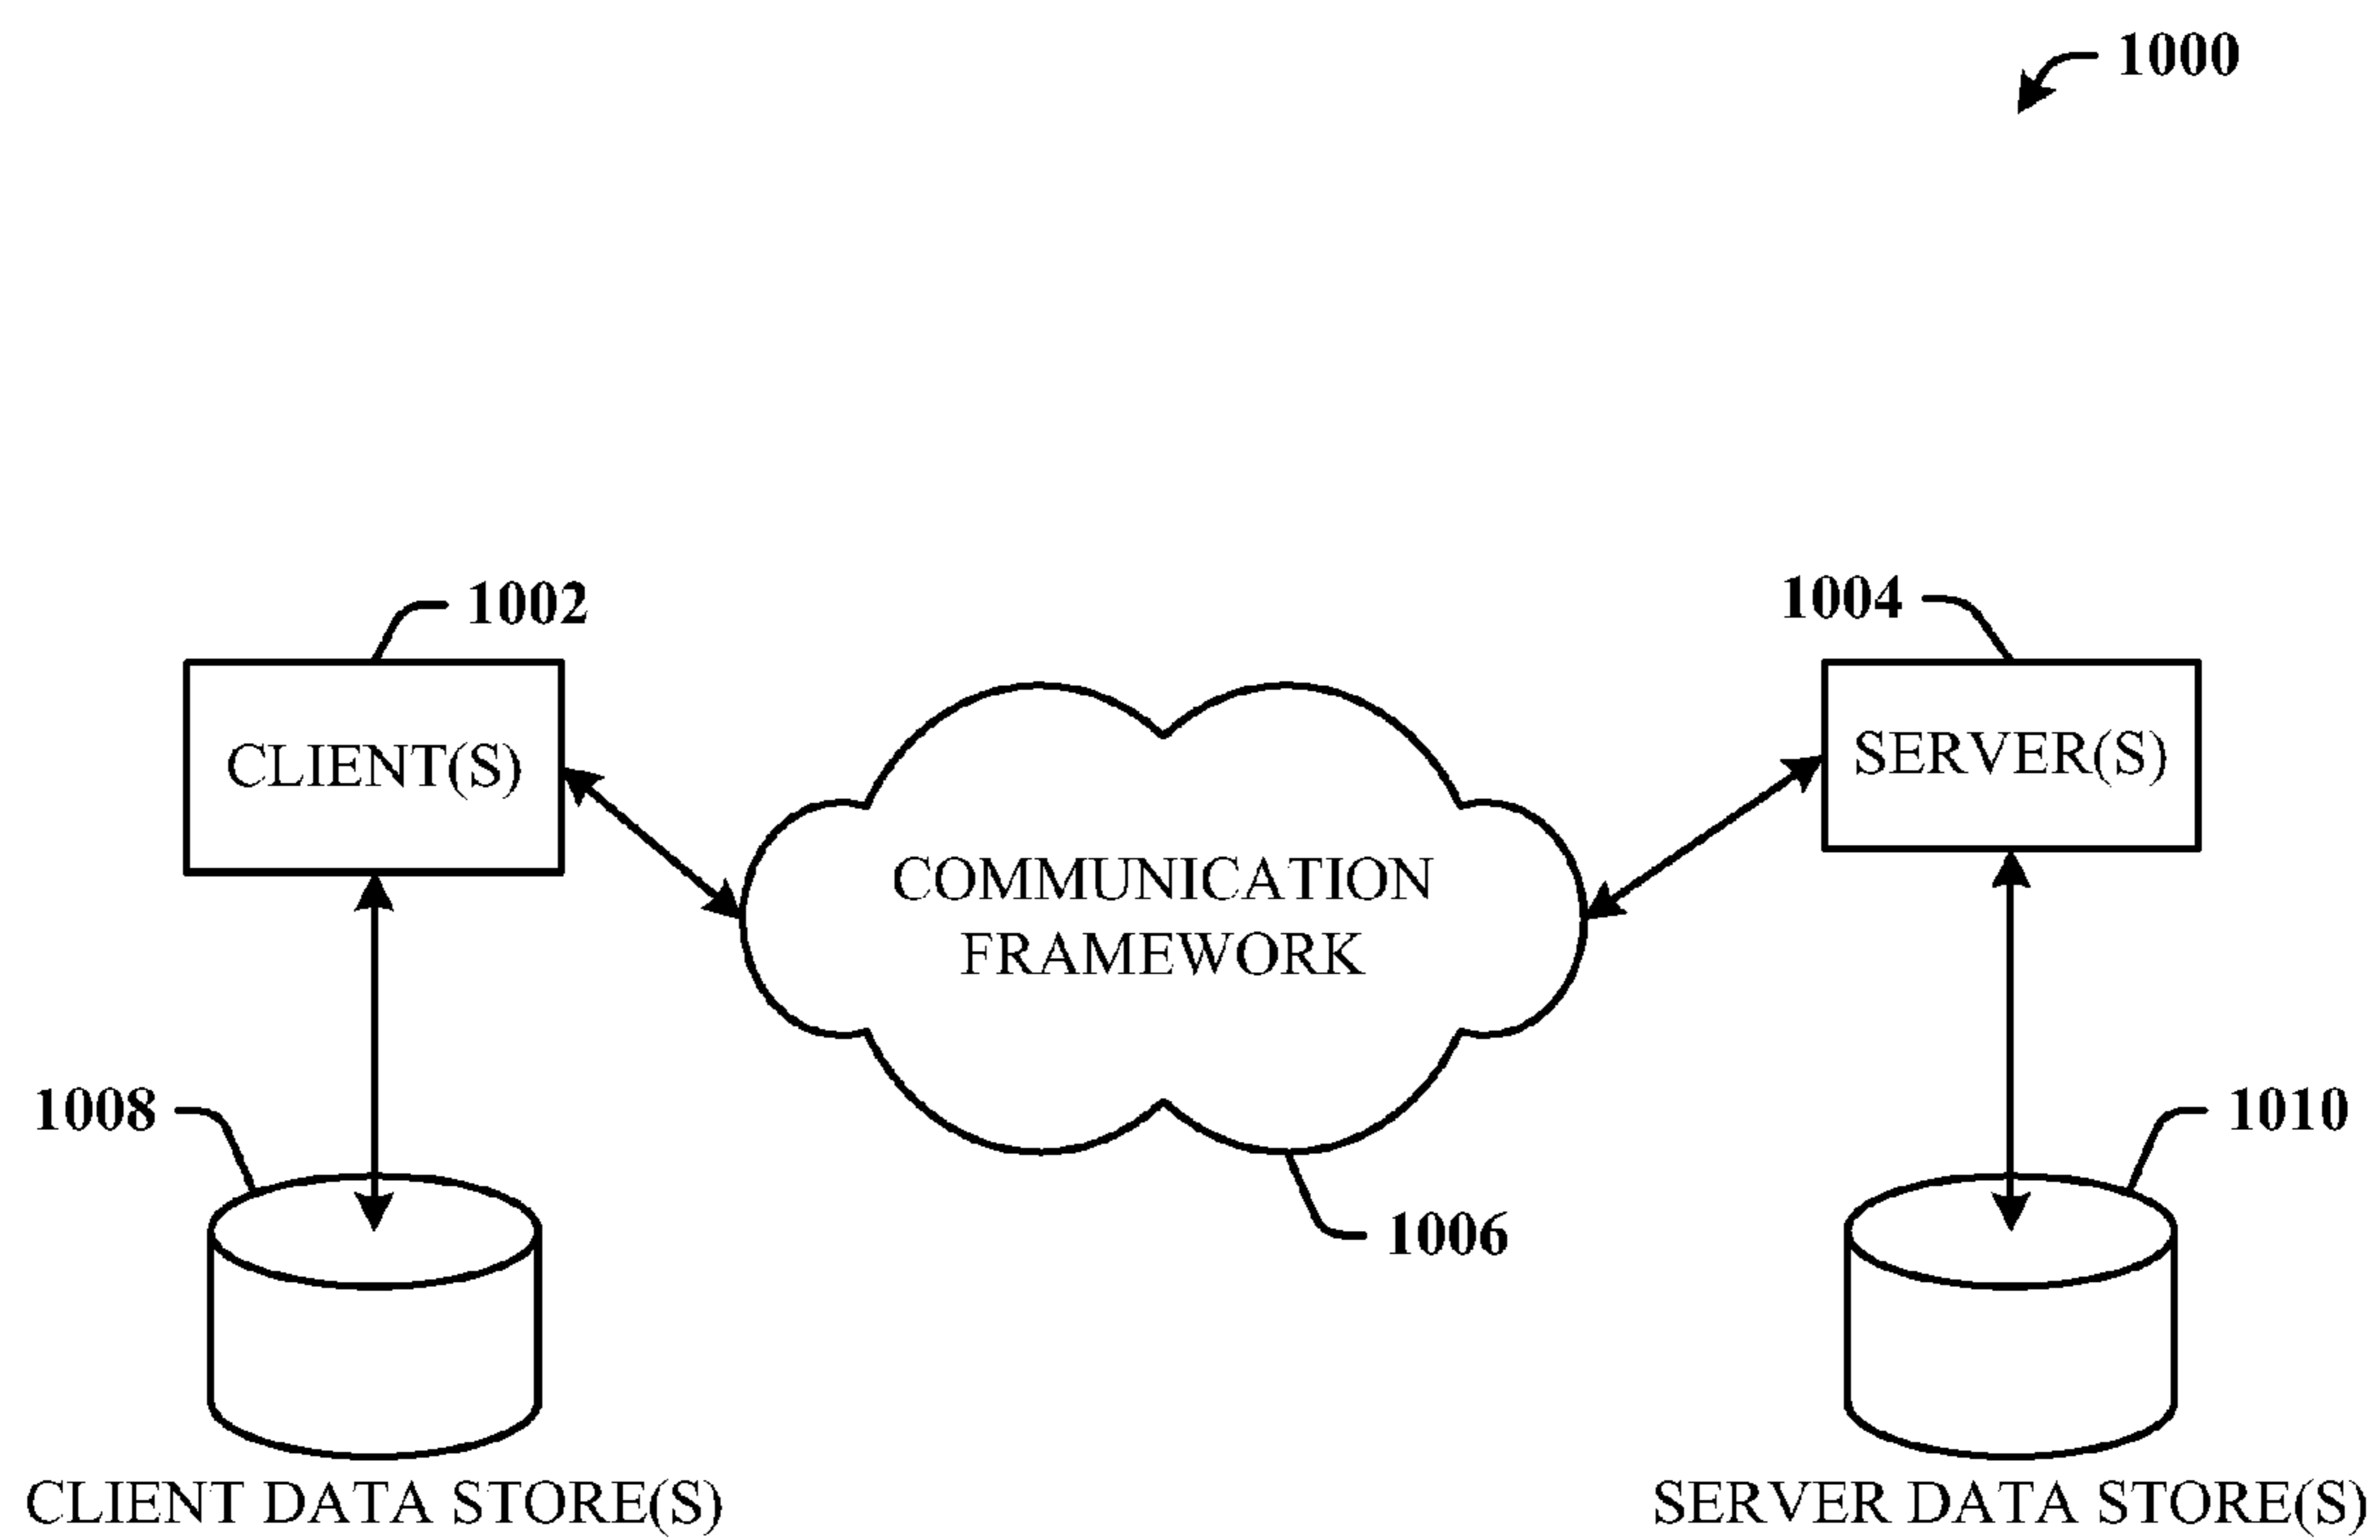 1000
1002
1004
CLIENT(S)
SERVER(S)
COMMUNICATION
FRAMEWORK
1008
1010
1006
CLIENT DATA STORE(S)
SERVER DATA STORE(S)